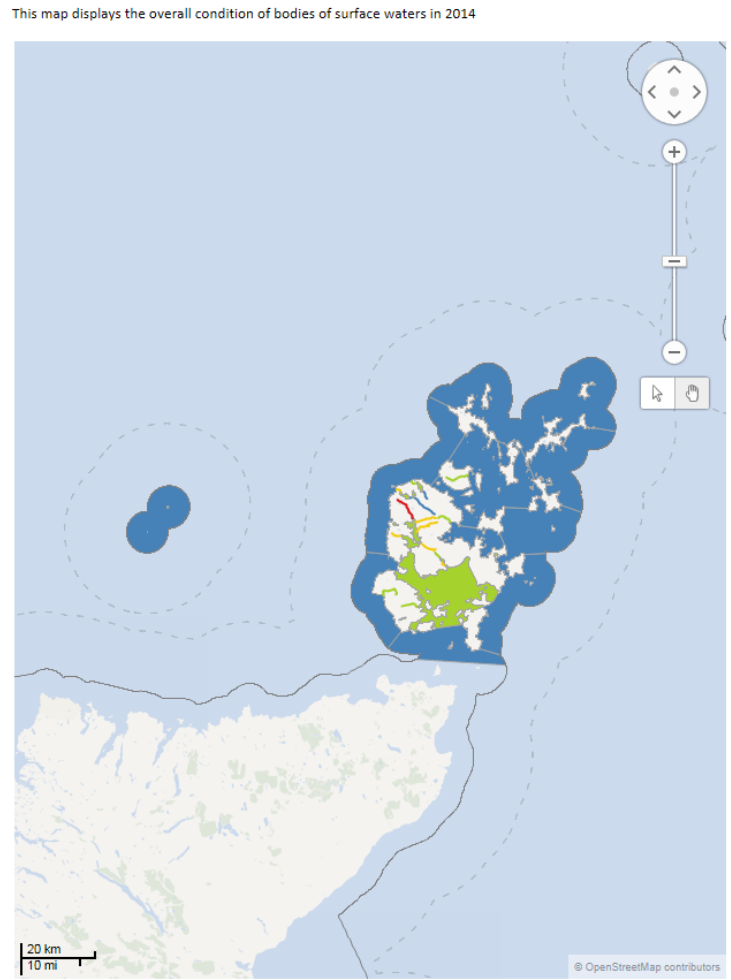 This map displays the overall condition of bodies of surface waters in 2014
20 km
10 mi
© OpenStreetMap contributors